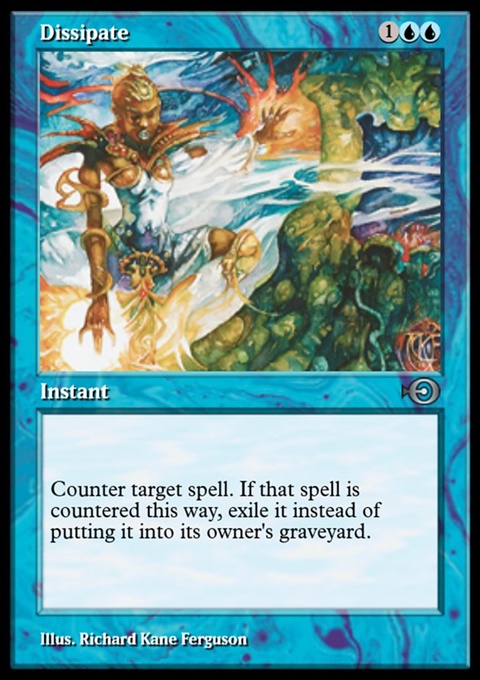 Dissipate 1
Instant
Counter target spell. If that spell is
countered this way, exile it instead of
putting it into its owner's graveyard.
Illus. Richard Kane Ferguson